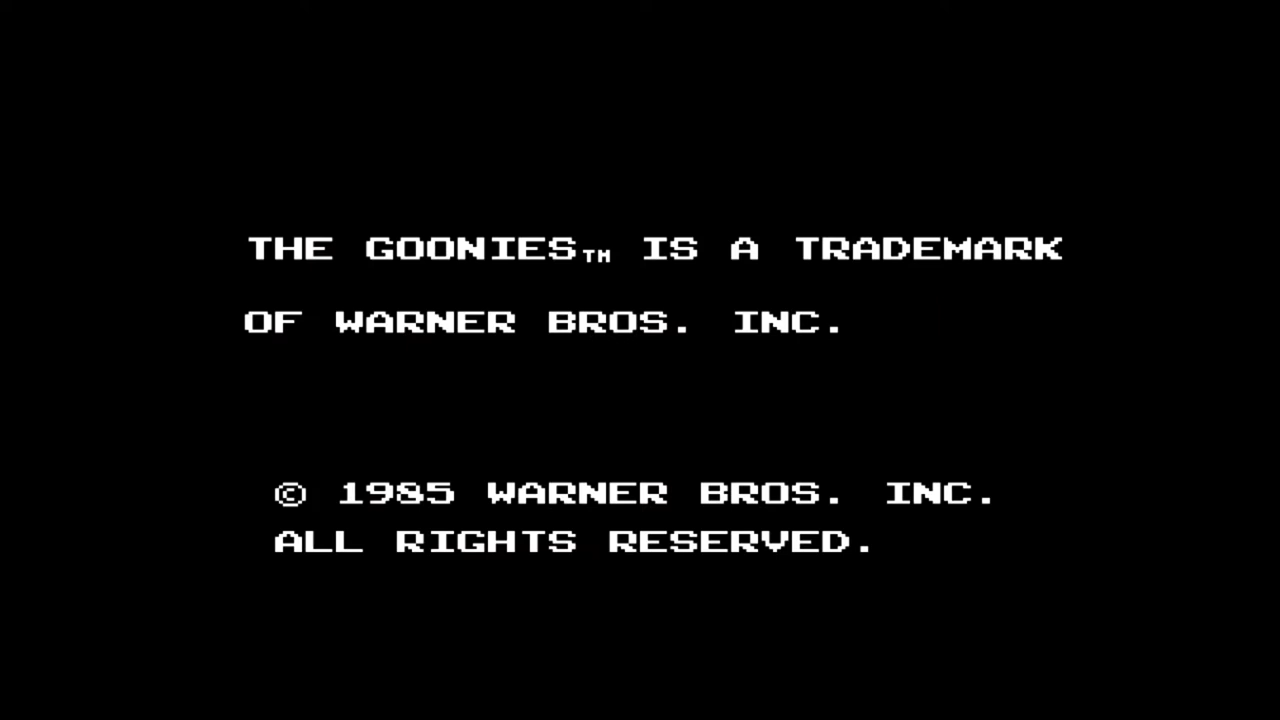 THE GOONIES™ IS A TRADEMARK
OF WARNER BROS. INC.
© 1985 WARNER BROS. INC.
ALL RIGHTS RESERVED.